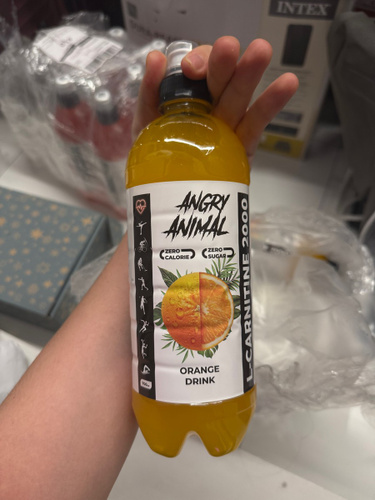 INTEX
ANGRY
ANIMAL
ZERO
CALORIE
ZERO
SUGAR
L-CARNITINE 2000
ORANGE
DRINK